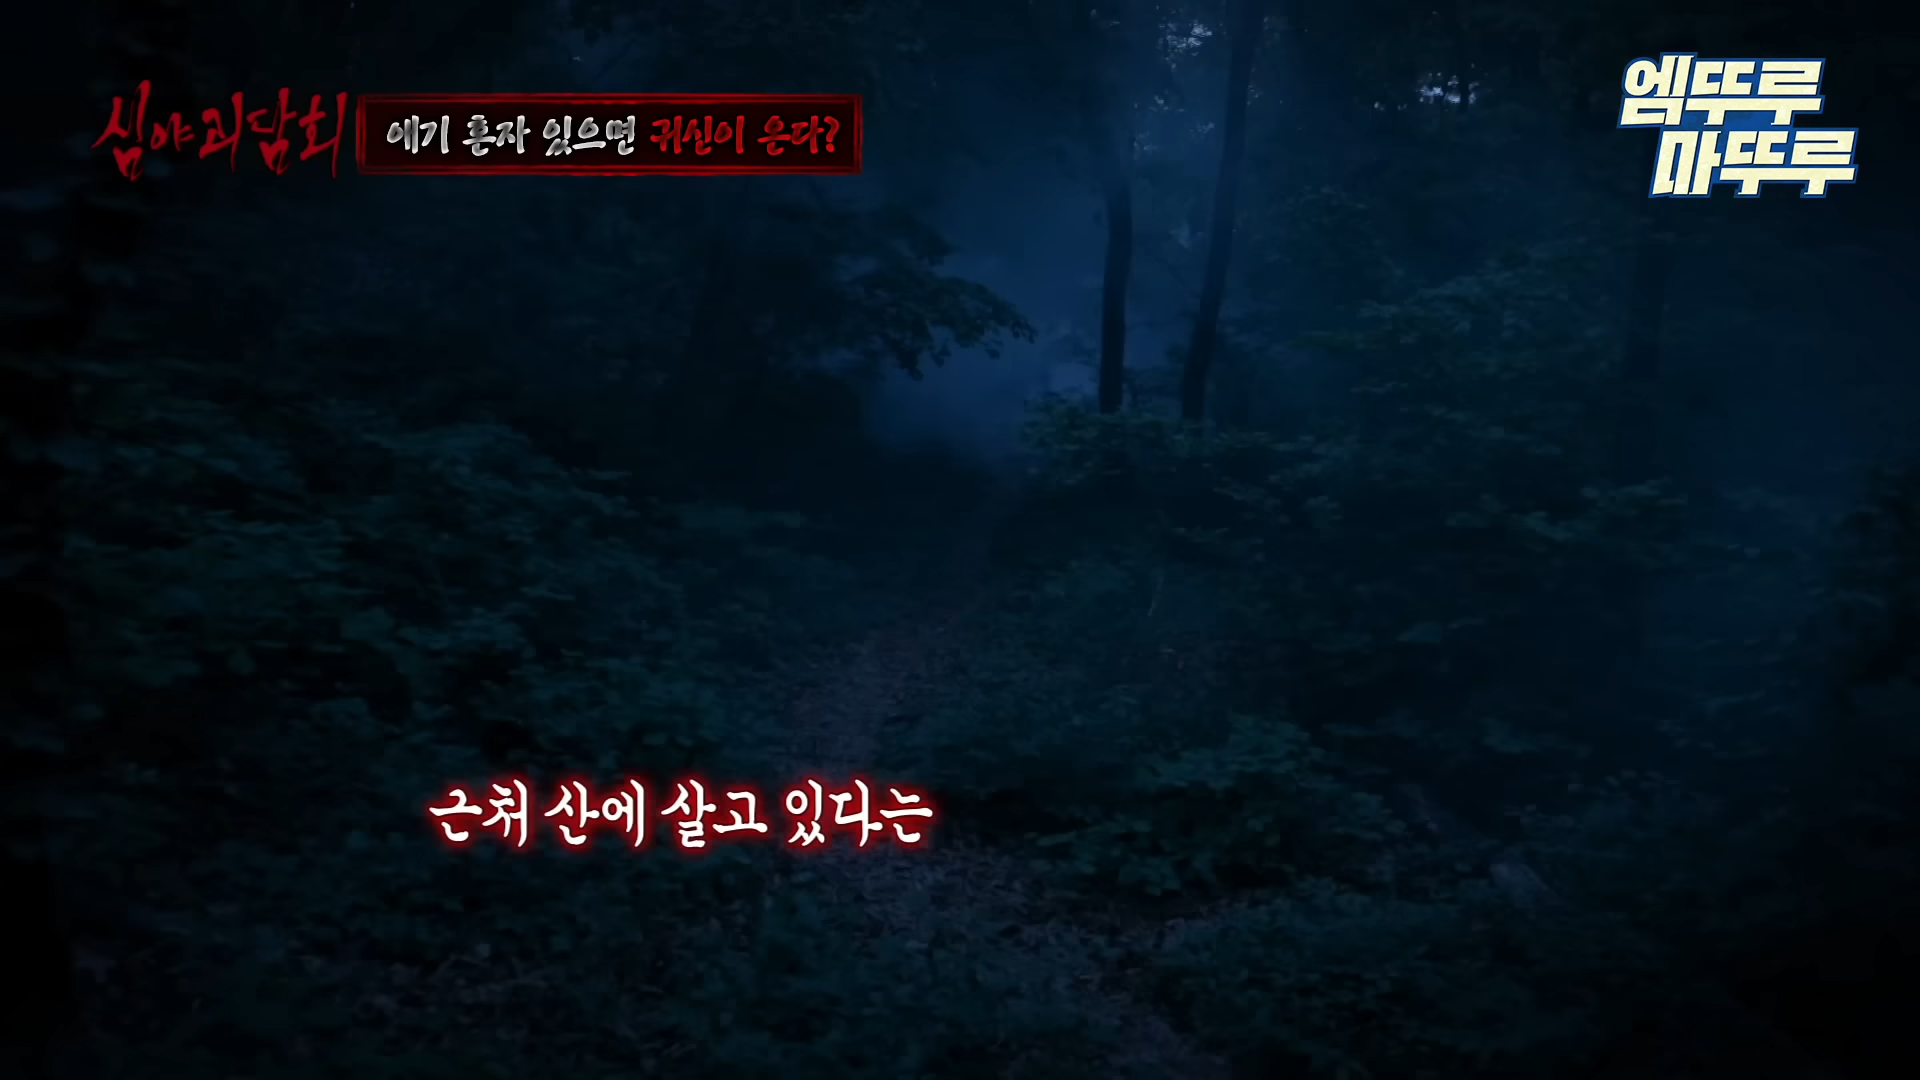 심야괴담회
애기 혼자 있으면 귀신이 온다?
엠뚜루
마뚜루
근처 산에 살고 있다는